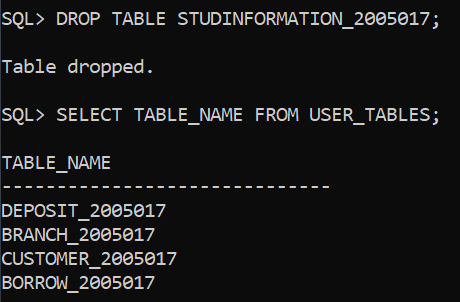 SQL> DROP TABLE STUDINFORMATION_2005017;
Table dropped.
SQL> SELECT TABLE_NAME FROM USER_TABLES;
TABLE_NAME
------------------------------
DEPOSIT_2005017
BRANCH_2005017
CUSTOMER_2005017
BORROW_2005017